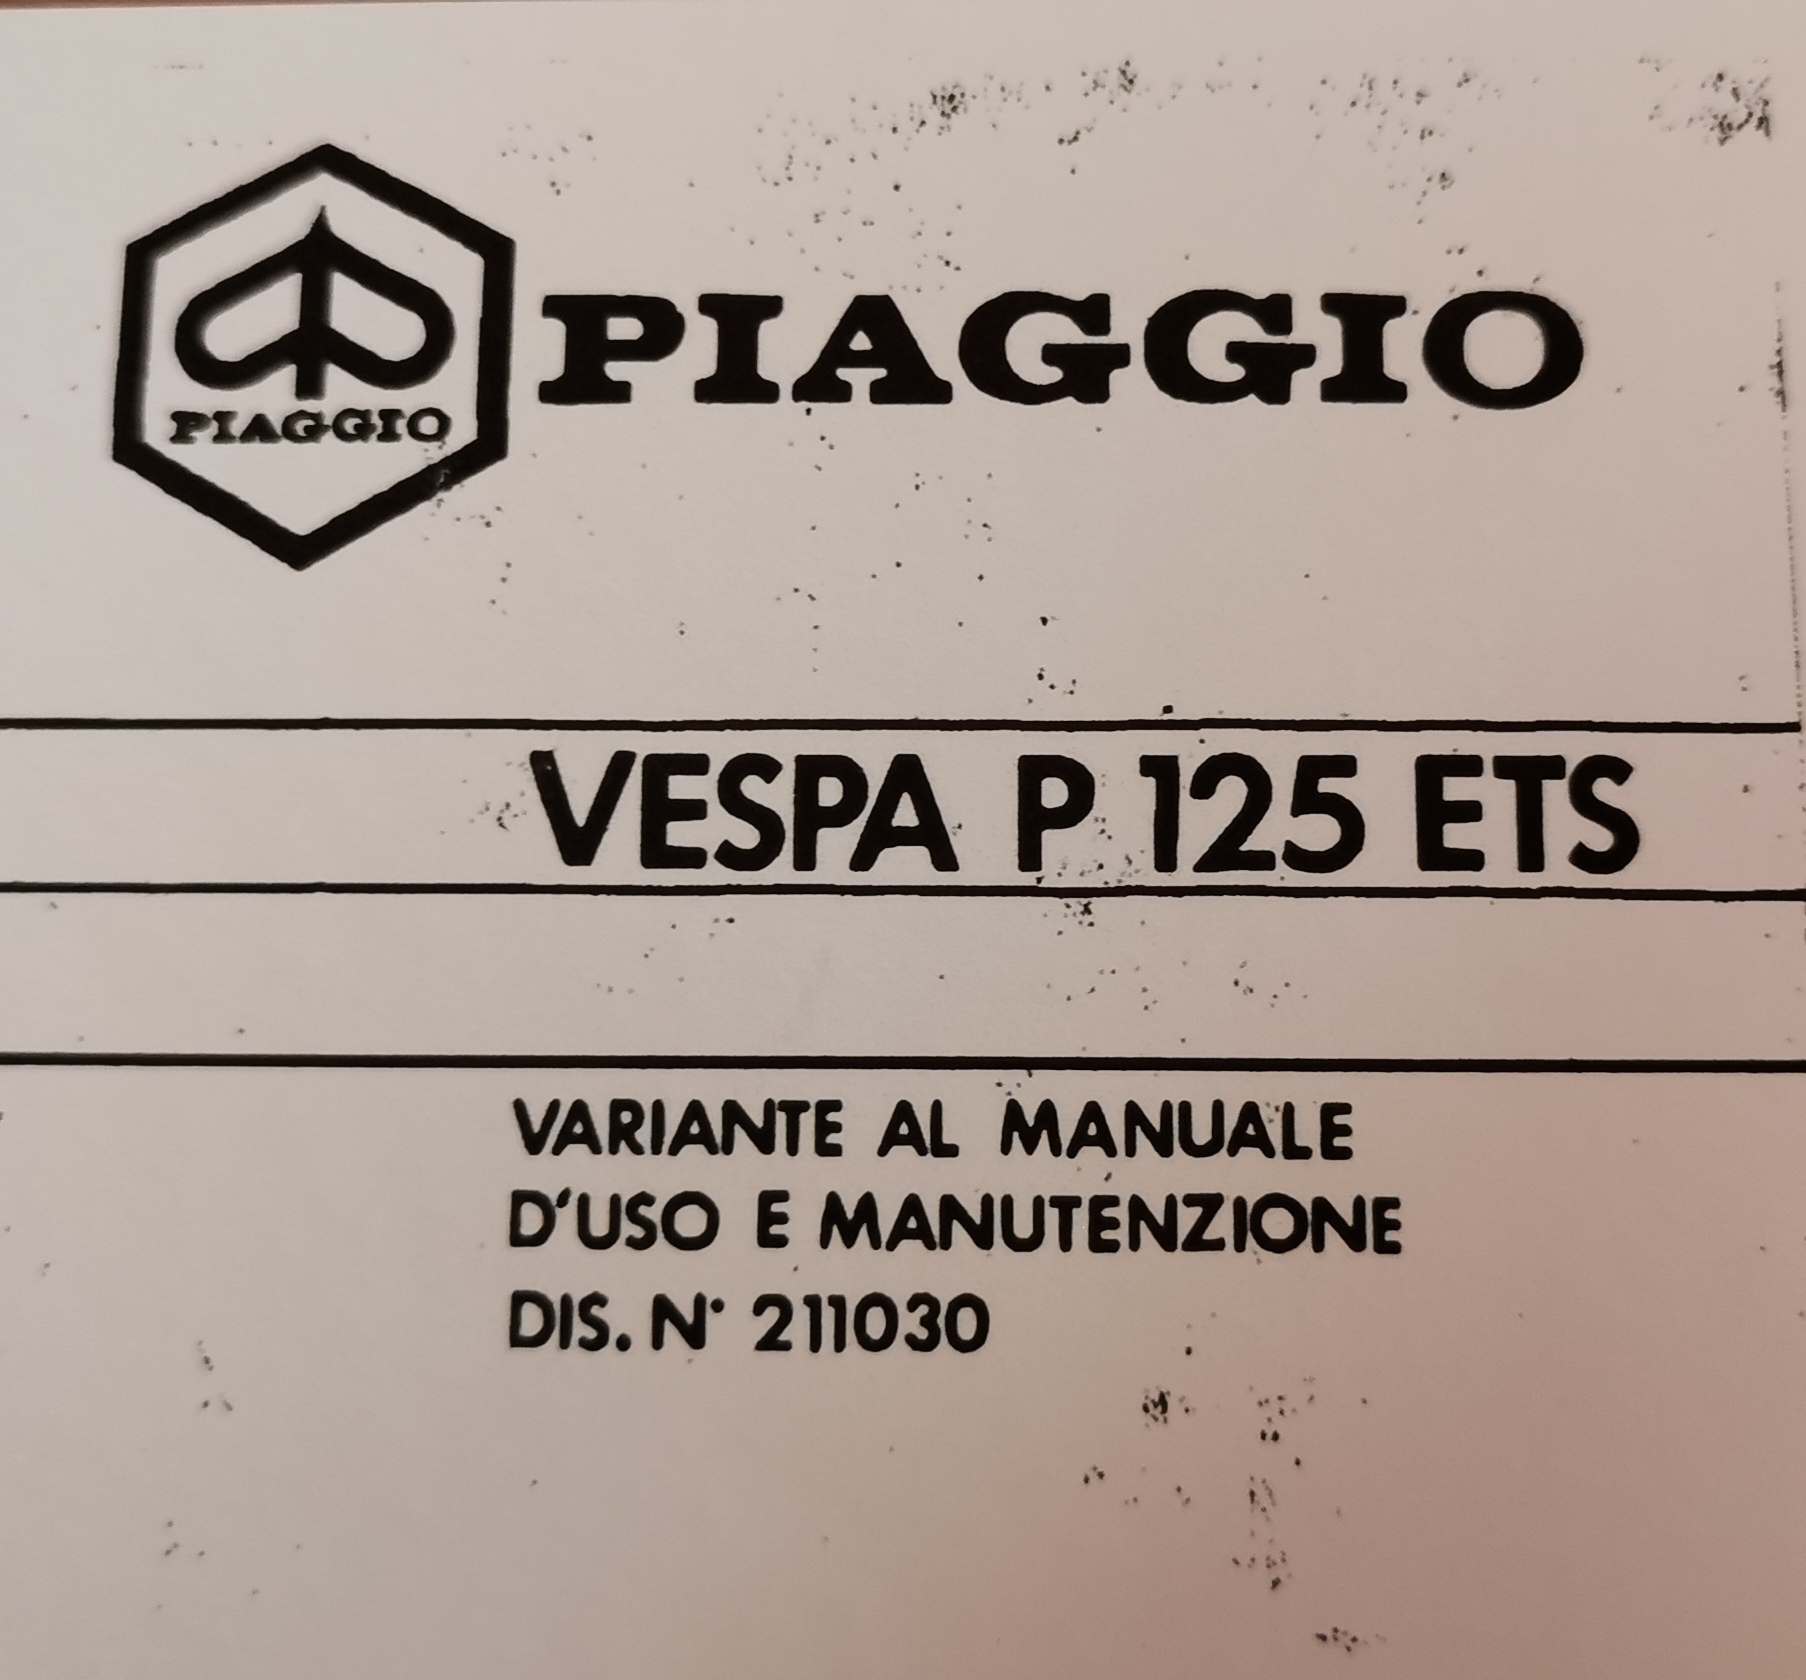 PIAGGIO
PIAGGIO
VESPA P 125 ETS
VARIANTE AL MANUALE
D'USO E MANUTENZIONE
DIS. N° 211030